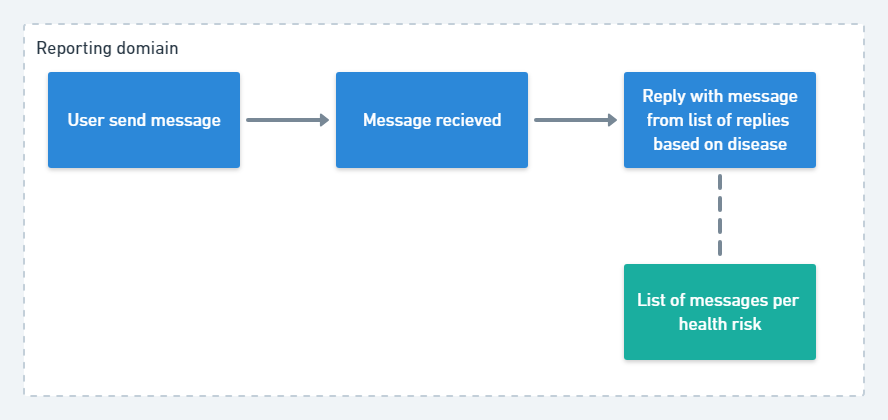 Reporting domiain
User send message
Message recieved
Reply with message
from list of replies
based on disease
List of messages per
health risk